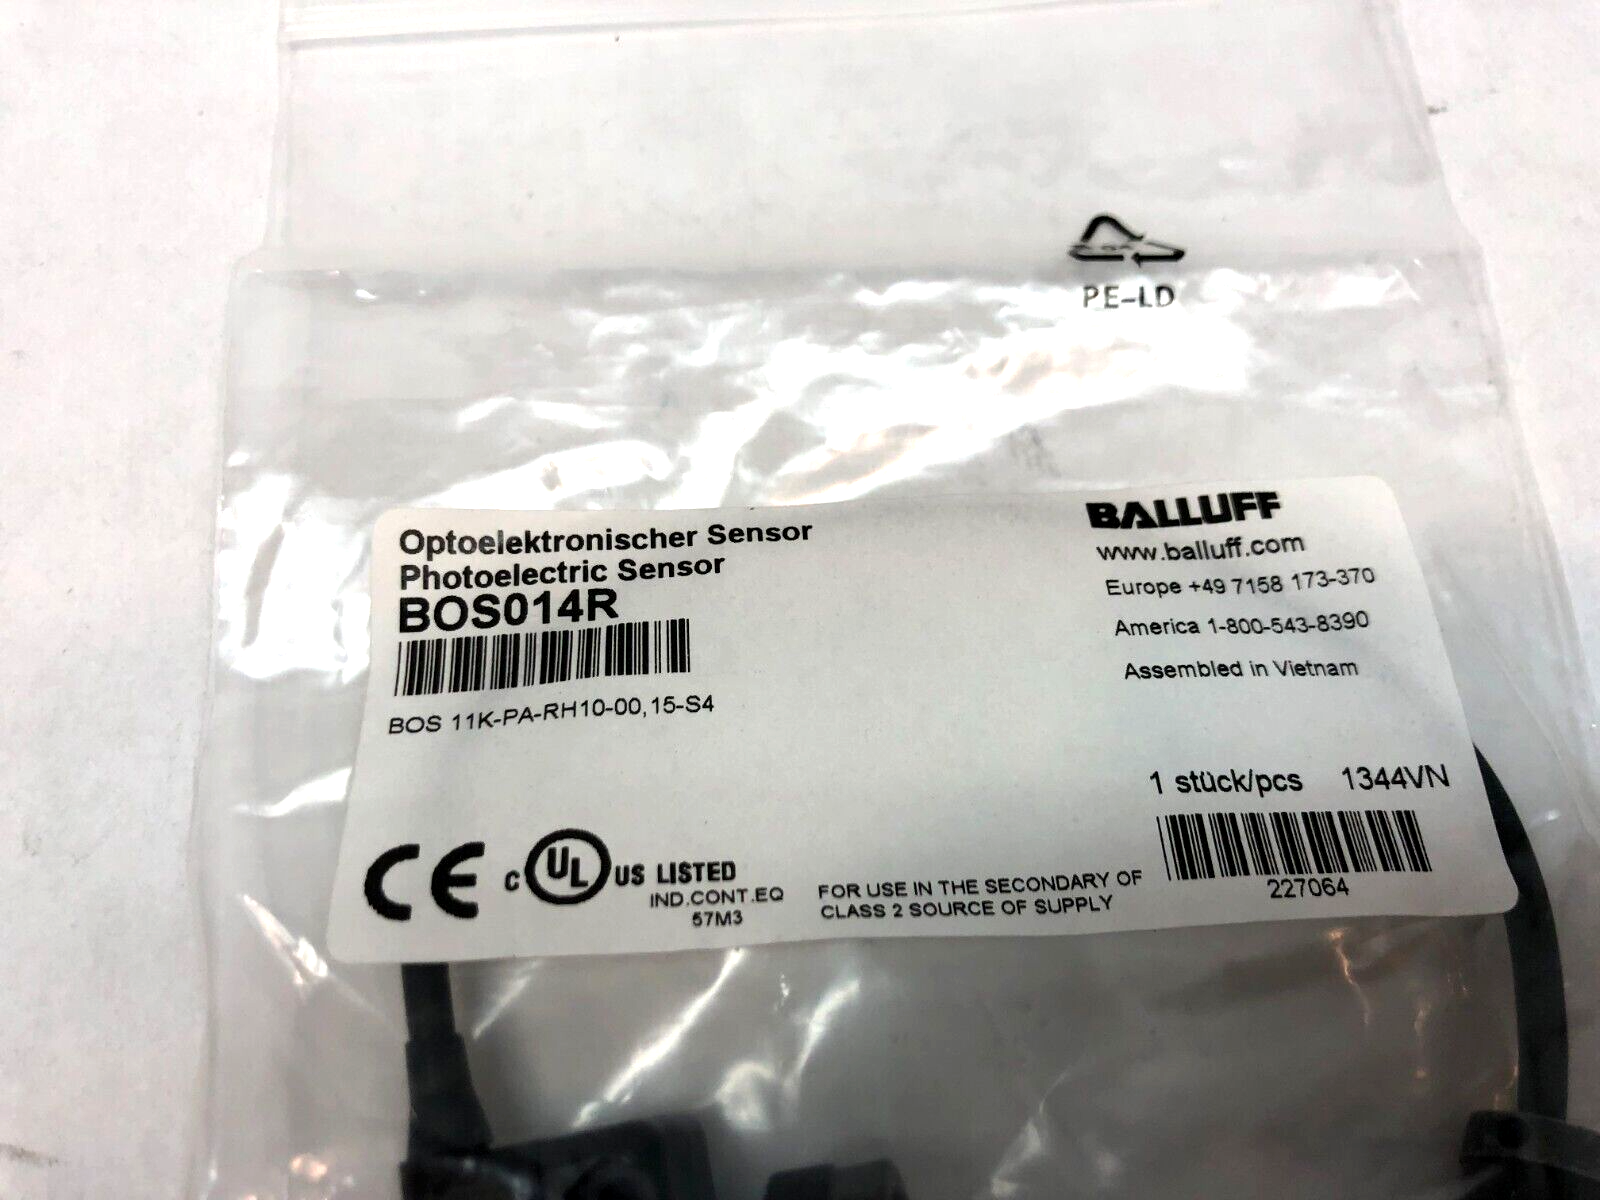 PE-LD
Optoelektronischer Sensor
Photoelectric Sensor
BOS014R
BOS 11K-PA-RH10-00,15-S4
BALLUFF
www.balluff.com
Europe +49 7158 173-370
America 1-800-543-8390
Assembled in Vietnam
1 stück/pcs 1344VN
227064
CE
C UL US LISTED
IND.CONT.EQ
57M3
FOR USE IN THE SECONDARY OF
CLASS 2 SOURCE OF SUPPLY